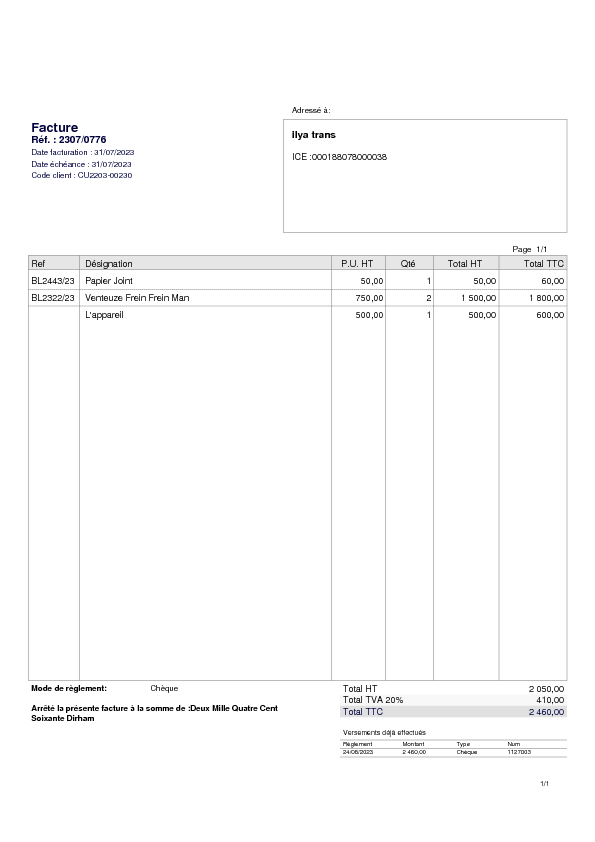 Adressé à:
Facture
Réf. : 2307/0776
Date facturation : 31/07/2023
Date échéance : 31/07/2023
Code client : CU2203-00230
ilya trans
ICE :000188078000038
Page 1/1
Ref Désignation P.U. HT Qté Total HT Total TTC
BL2443/23 Papier Joint 50,00 1 50,00 60,00
BL2322/23 Venteuze Frein Frein Man 750,00 2 1 500,00 1 800,00
L'appareil 500,00 1 500,00 600,00
Mode de règlement: Chèque
Arrêté la présente facture à la somme de :Deux Mille Quatre Cent
Soixante Dirham
Total HT 2 050,00
Total TVA 20% 410,00
Total TTC 2 460,00
Versements déjà effectués
Règlement Montant Type Num
24/08/2023 2 460,00 Chèque 1127003
1/1